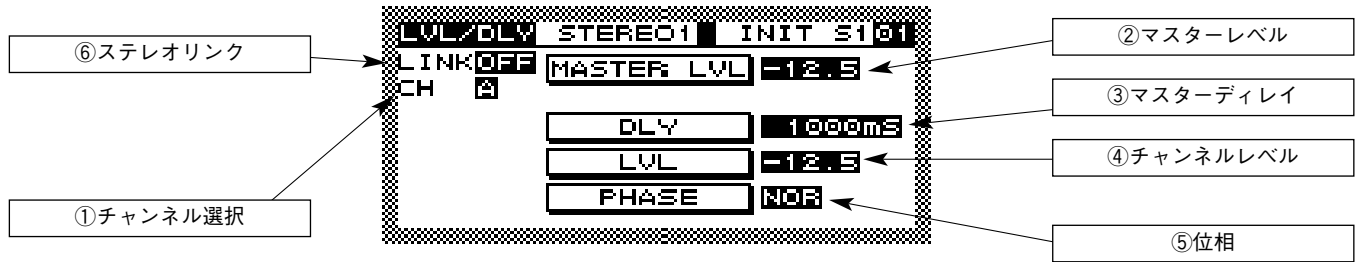 ⑥ステレオリンク
①チャンネル選択
LVL/DLY STEREO1 INIT S1 01
LINK OFF MASTER LVL -12.5
CH A
DLY 1000mS
LVL -12.5
PHASE NOR
②マスターレベル
③マスターディレイ
④チャンネルレベル
⑤位相